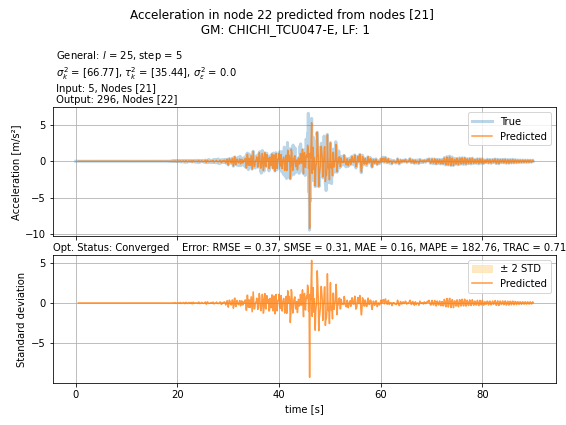 Acceleration in node 22 predicted from nodes [21]
GM: CHICHI_TCU047-E, LF: 1
General: l = 25, step = 5
σ²ₖ = [66.77], τ²ₖ = [35.44], σ²ε = 0.0
Input: 5, Nodes [21]
Output: 296, Nodes [22]
True
Predicted
Acceleration [m/s²]
5
0
−5
−10
Opt. Status: Converged Error: RMSE = 0.37, SMSE = 0.31, MAE = 0.16, MAPE = 182.76, TRAC = 0.71
± 2 STD
Predicted
Standard deviation
5
0
−5
0 20 40 60 80
time [s]